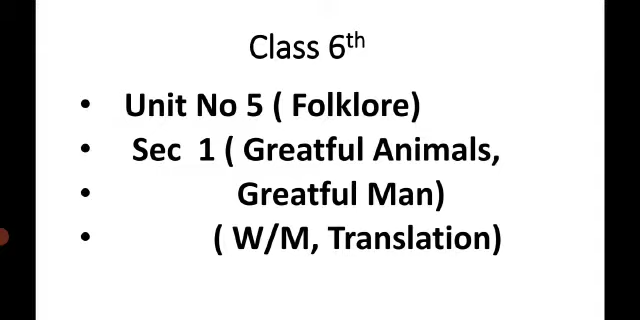 Class 6th
• Unit No 5 ( Folklore)
• Sec 1 ( Greatful Animals,
• Greatful Man)
• ( W/M, Translation)